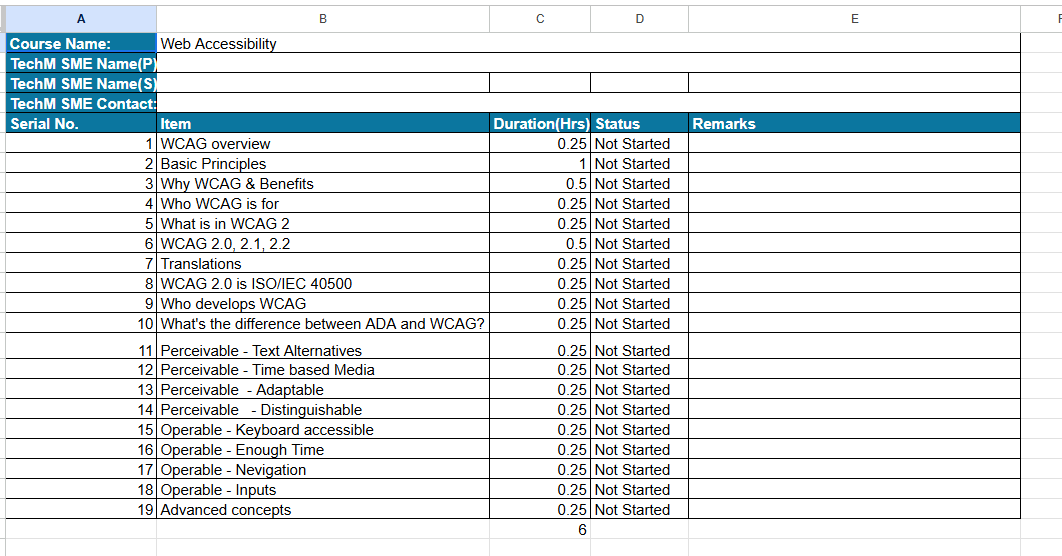 A B C D E
Course Name: Web Accessibility
TechM SME Name(P)
TechM SME Name(S)
TechM SME Contact:
Serial No. Item Duration(Hrs) Status Remarks
1 WCAG overview 0.25 Not Started
2 Basic Principles 1 Not Started
3 Why WCAG & Benefits 0.5 Not Started
4 Who WCAG is for 0.25 Not Started
5 What is in WCAG 2 0.25 Not Started
6 WCAG 2.0, 2.1, 2.2 0.5 Not Started
7 Translations 0.25 Not Started
8 WCAG 2.0 is ISO/IEC 40500 0.25 Not Started
9 Who develops WCAG 0.25 Not Started
10 What's the difference between ADA and WCAG? 0.25 Not Started
11 Perceivable - Text Alternatives 0.25 Not Started
12 Perceivable - Time based Media 0.25 Not Started
13 Perceivable - Adaptable 0.25 Not Started
14 Perceivable - Distinguishable 0.25 Not Started
15 Operable - Keyboard accessible 0.25 Not Started
16 Operable - Enough Time 0.25 Not Started
17 Operable - Nevigation 0.25 Not Started
18 Operable - Inputs 0.25 Not Started
19 Advanced concepts 0.25 Not Started
6